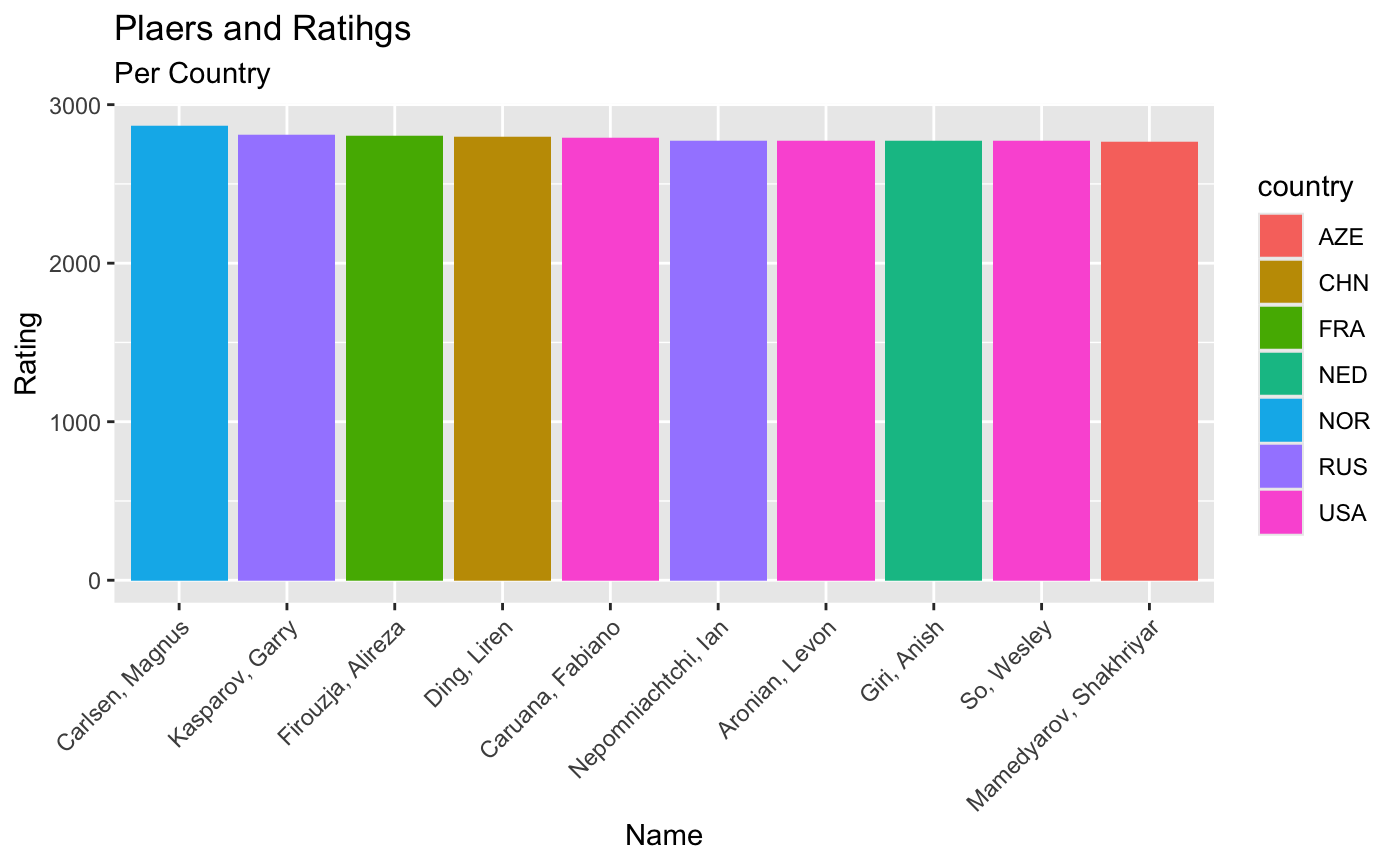 Plaers and Ratihgs
Per Country
3000
2000
1000
0
Rating
Carlsen, Magnus
Kasparov, Garry
Firouzja, Alireza
Ding, Liren
Caruana, Fabiano
Nepomniachtchi, Ian
Aronian, Levon
Giri, Anish
So, Wesley
Mamedyarov, Shakhriyar
Name
country
AZE
CHN
FRA
NED
NOR
RUS
USA